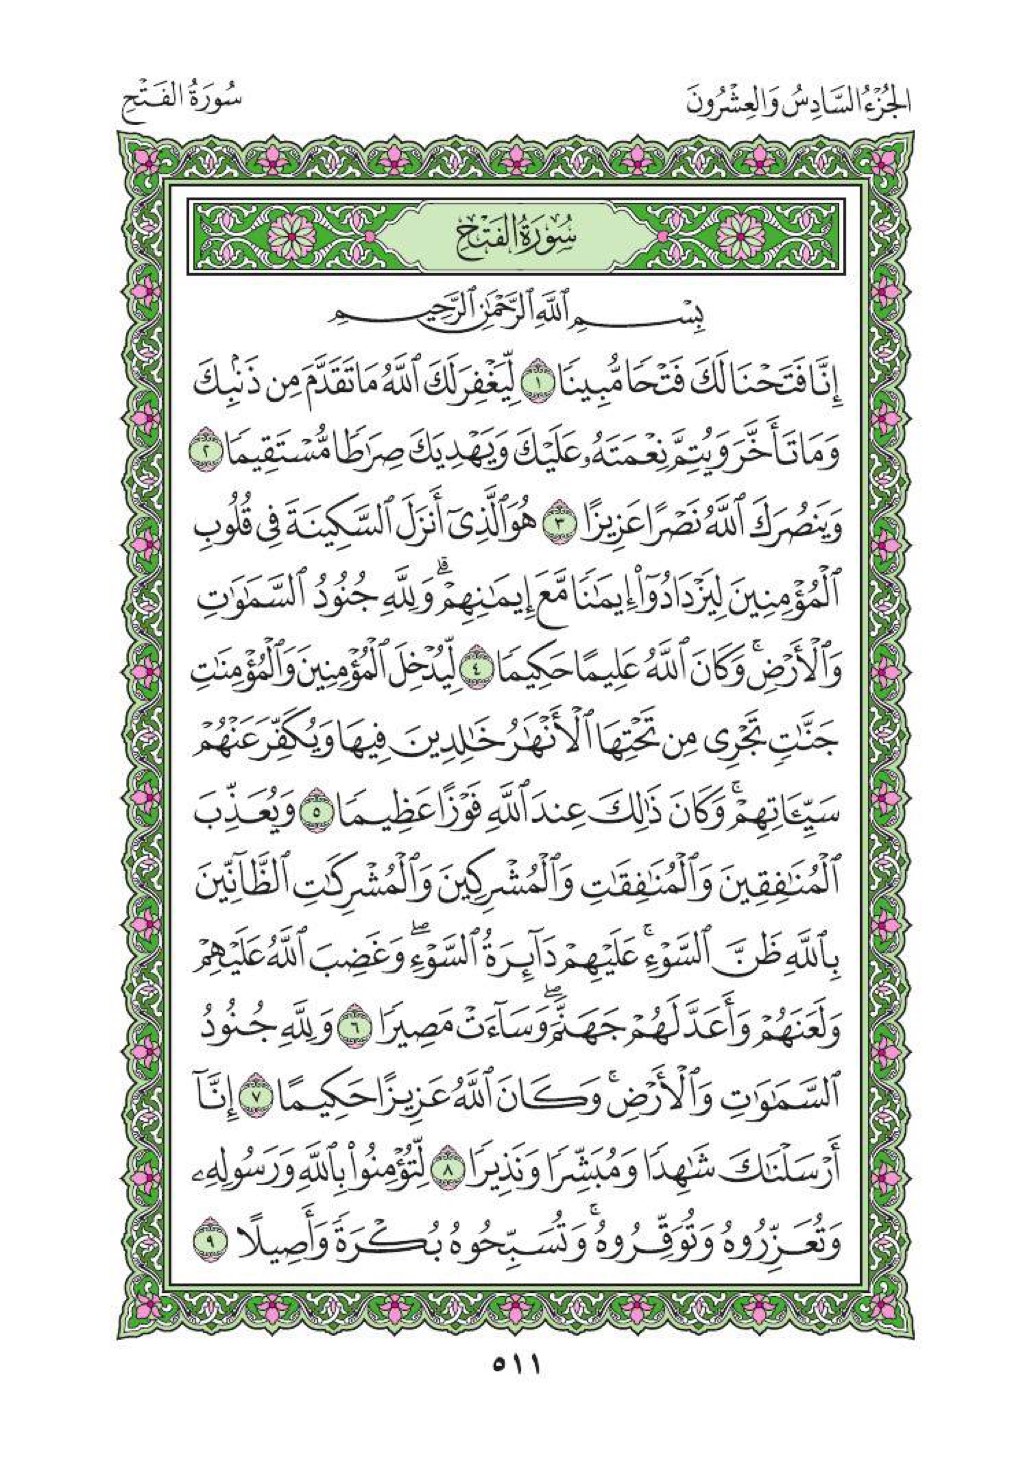 الجُزْءُ السَّادِسُ وَالعِشْرُونَ
سُورَةُ الفَتْحِ
سُورَةُ الفَتْحِ
بِسْمِ ٱللَّهِ ٱلرَّحْمَٰنِ ٱلرَّحِيمِ
إِنَّا فَتَحْنَا لَكَ فَتْحًا مُّبِينًا ١ لِّيَغْفِرَ لَكَ ٱللَّهُ مَا تَقَدَّمَ مِن ذَنۢبِكَ
وَمَا تَأَخَّرَ وَيُتِمَّ نِعْمَتَهُۥ عَلَيْكَ وَيَهْدِيَكَ صِرَٰطًا مُّسْتَقِيمًا ٢
وَيَنصُرَكَ ٱللَّهُ نَصْرًا عَزِيزًا ٣ هُوَ ٱلَّذِىٓ أَنزَلَ ٱلسَّكِينَةَ فِى قُلُوبِ
ٱلْمُؤْمِنِينَ لِيَزْدَادُوٓا۟ إِيمَٰنًا مَّعَ إِيمَٰنِهِمْ ۗ وَلِلَّهِ جُنُودُ ٱلسَّمَٰوَٰتِ
وَٱلْأَرْضِ ۚ وَكَانَ ٱللَّهُ عَلِيمًا حَكِيمًا ٤ لِّيُدْخِلَ ٱلْمُؤْمِنِينَ وَٱلْمُؤْمِنَٰتِ
جَنَّٰتٍ تَجْرِى مِن تَحْتِهَا ٱلْأَنْهَٰرُ خَٰلِدِينَ فِيهَا وَيُكَفِّرَ عَنْهُمْ
سَيِّـَٔاتِهِمْ ۚ وَكَانَ ذَٰلِكَ عِندَ ٱللَّهِ فَوْزًا عَظِيمًا ٥ وَيُعَذِّبَ
ٱلْمُنَٰفِقِينَ وَٱلْمُنَٰفِقَٰتِ وَٱلْمُشْرِكِينَ وَٱلْمُشْرِكَٰتِ ٱلظَّآنِّينَ
بِٱللَّهِ ظَنَّ ٱلسَّوْءِ ۚ عَلَيْهِمْ دَآئِرَةُ ٱلسَّوْءِ ۖ وَغَضِبَ ٱللَّهُ عَلَيْهِمْ
وَلَعَنَهُمْ وَأَعَدَّ لَهُمْ جَهَنَّمَ ۖ وَسَآءَتْ مَصِيرًا ٦ وَلِلَّهِ جُنُودُ
ٱلسَّمَٰوَٰتِ وَٱلْأَرْضِ ۚ وَكَانَ ٱللَّهُ عَزِيزًا حَكِيمًا ٧ إِنَّآ
أَرْسَلْنَٰكَ شَٰهِدًا وَمُبَشِّرًا وَنَذِيرًا ٨ لِّتُؤْمِنُوا۟ بِٱللَّهِ وَرَسُولِهِۦ
وَتُعَزِّرُوهُ وَتُوَقِّرُوهُ ۚ وَتُسَبِّحُوهُ بُكْرَةً وَأَصِيلًا ٩
٥١١